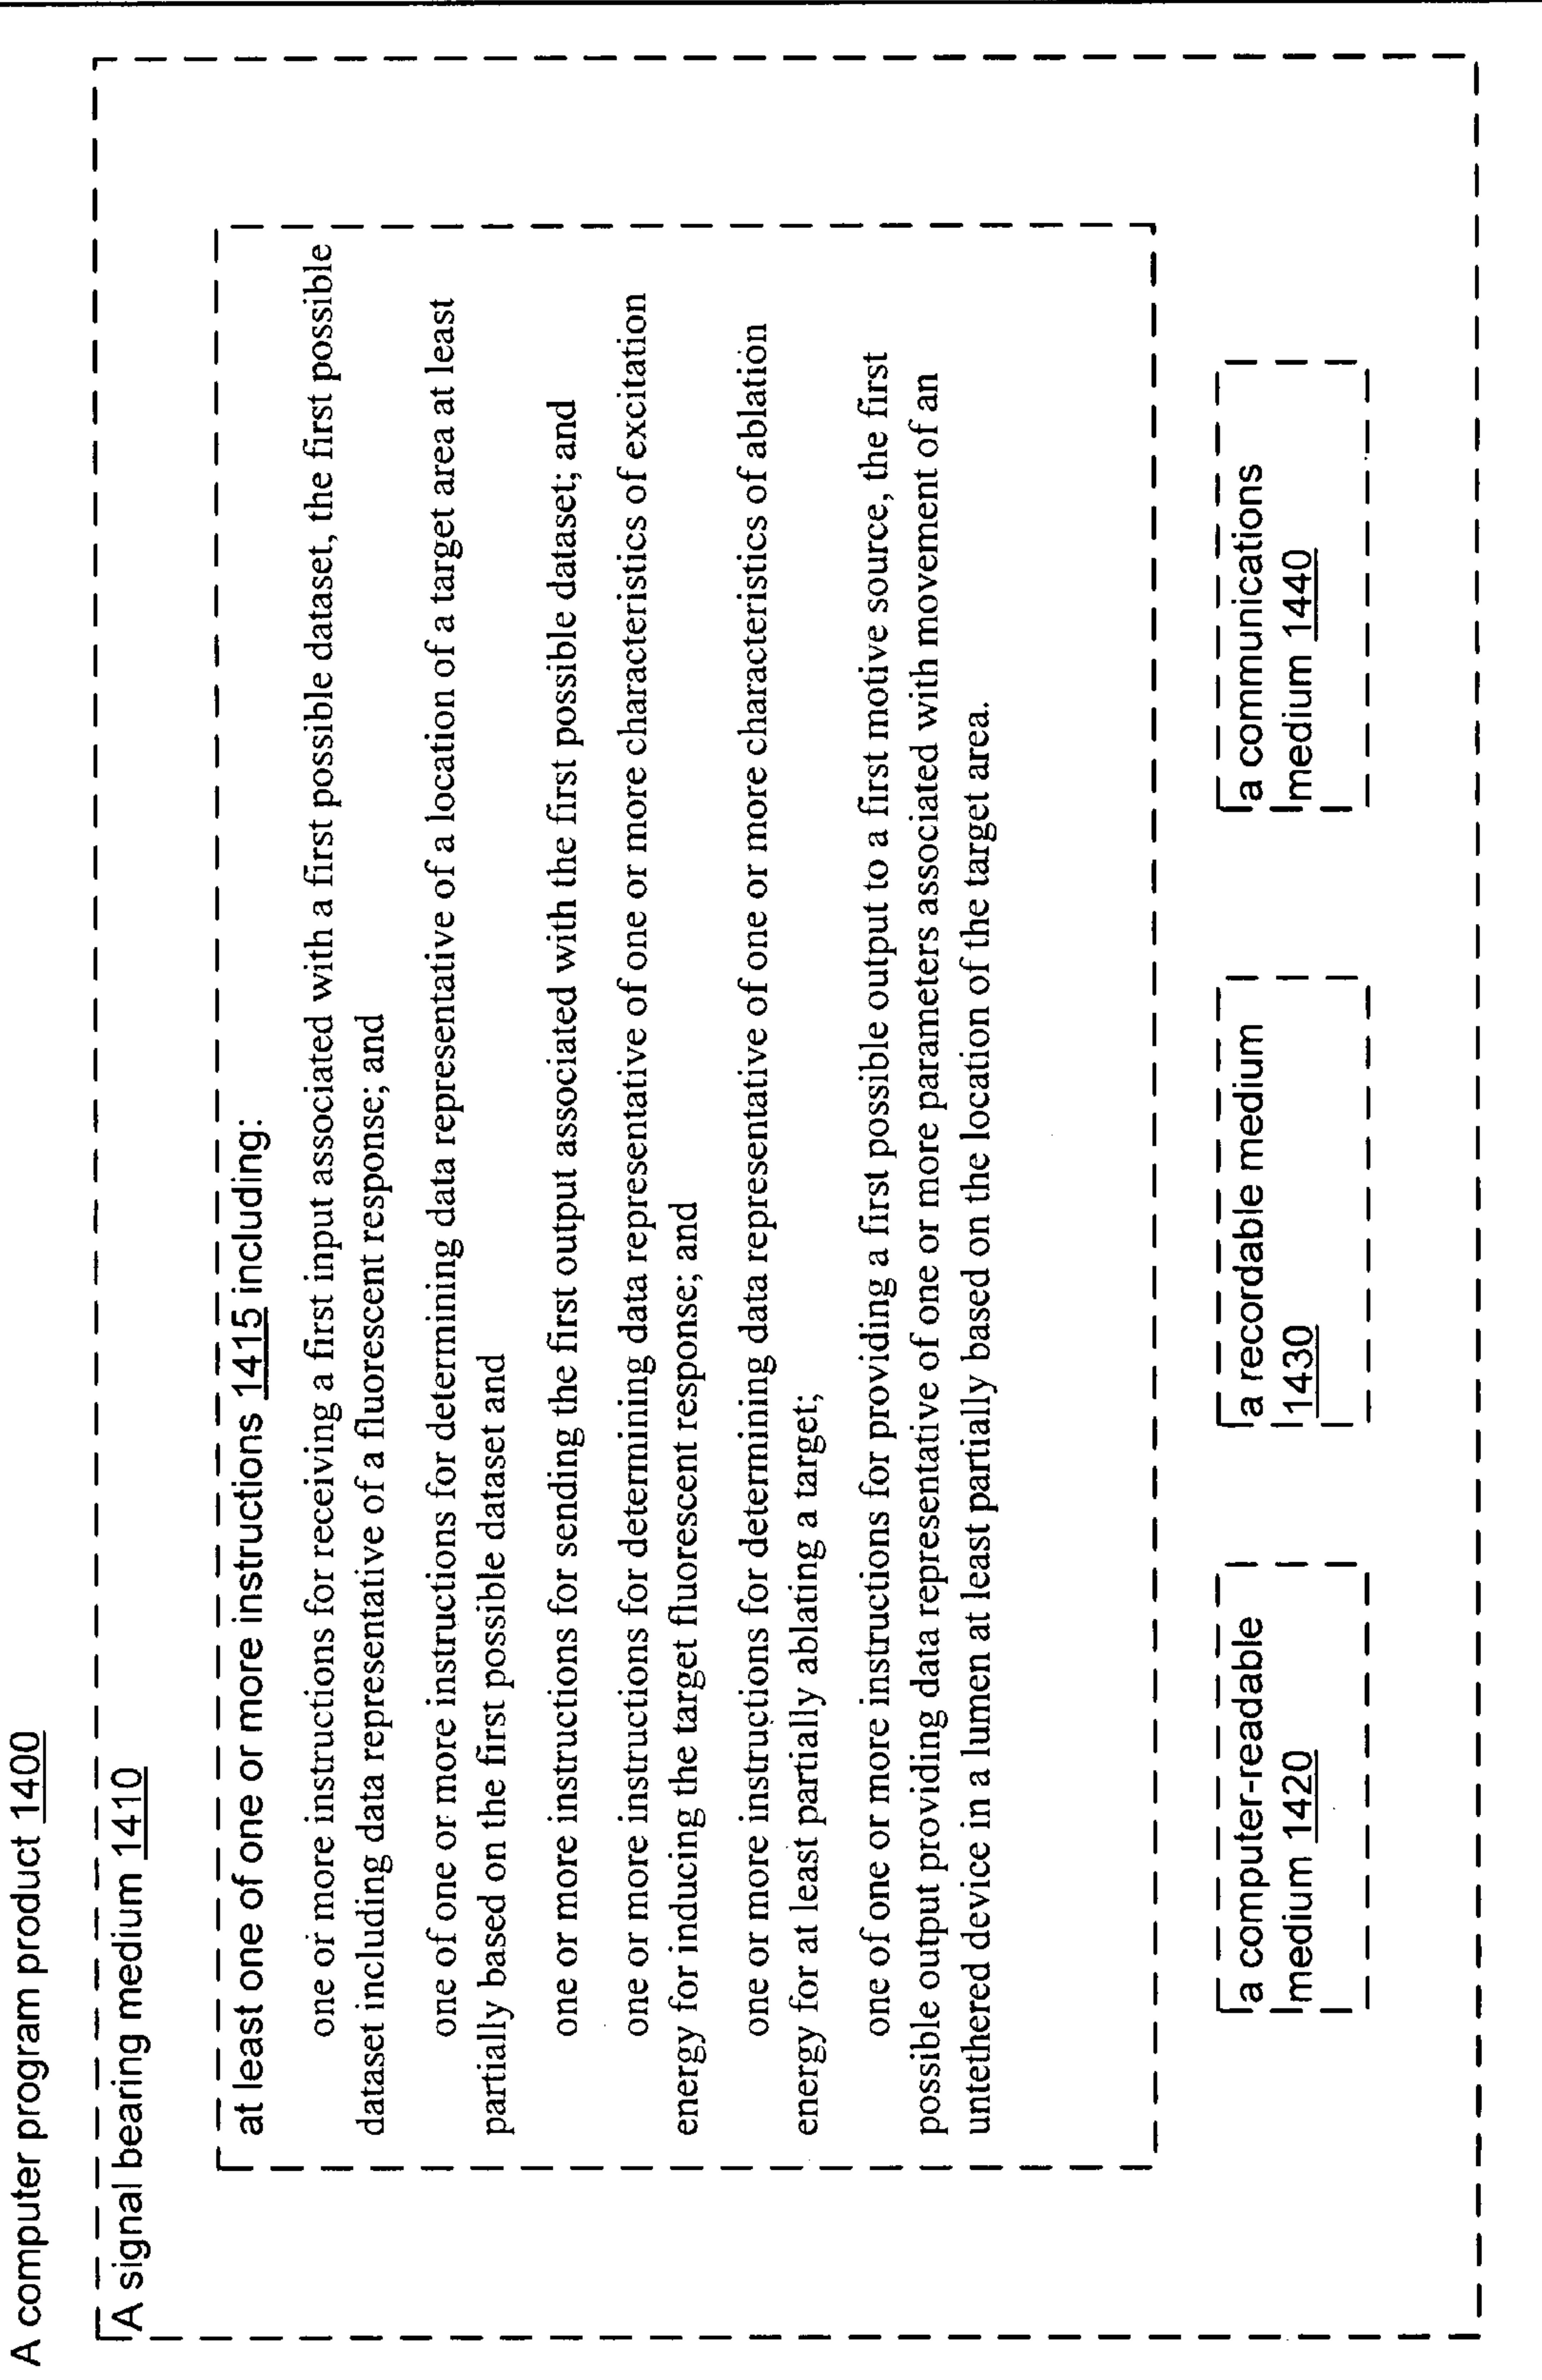 A computer program product 1400
A signal bearing medium 1410
at least one of one or more instructions 1415 including:
one or more instructions for receiving a first input associated with a first possible dataset, the first possible
dataset including data representative of a fluorescent response; and
one of one or more instructions for determining data representative of a location of a target area at least
partially based on the first possible dataset and
one or more instructions for sending the first output associated with the first possible dataset; and
one or more instructions for determining data representative of one or more characteristics of excitation
energy for inducing the target fluorescent response; and
one or more instructions for determining data representative of one or more characteristics of ablation
energy for at least partially ablating a target;
one of one or more instructions for providing a first possible output to a first motive source, the first
possible output providing data representative of one or more parameters associated with movement of an
untethered device in a lumen at least partially based on the location of the target area.
a computer-readable
medium 1420
a recordable medium
1430
a communications
medium 1440